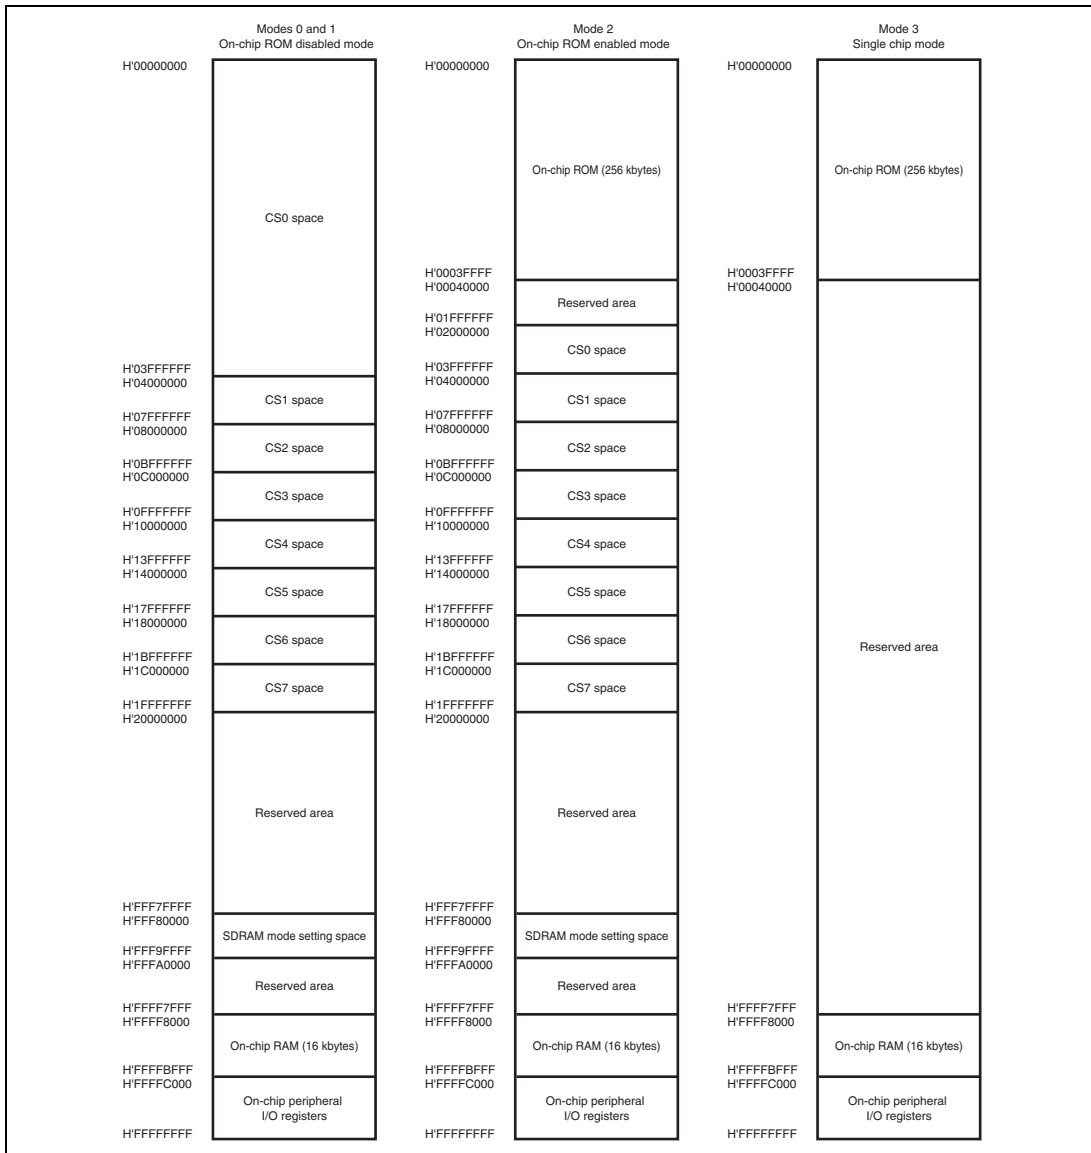 Modes 0 and 1
On-chip ROM disabled mode
H'00000000
CS0 space
H'03FFFFFF
H'04000000
CS1 space
H'07FFFFFF
H'08000000
CS2 space
H'0BFFFFFF
H'0C000000
CS3 space
H'0FFFFFFF
H'10000000
CS4 space
H'13FFFFFF
H'14000000
CS5 space
H'17FFFFFF
H'18000000
CS6 space
H'1BFFFFFF
H'1C000000
CS7 space
H'1FFFFFFF
H'20000000
Reserved area
H'FFF7FFFF
H'FFF80000
SDRAM mode setting space
H'FFF9FFFF
H'FFFA0000
Reserved area
H'FFFF7FFF
H'FFFF8000
On-chip RAM (16 kbytes)
H'FFFFBFFF
H'FFFFC000
On-chip peripheral
I/O registers
H'FFFFFFFF
Mode 2
On-chip ROM enabled mode
H'00000000
On-chip ROM (256 kbytes)
H'0003FFFF
H'00040000
Reserved area
H'01FFFFFF
H'02000000
CS0 space
H'03FFFFFF
H'04000000
CS1 space
H'07FFFFFF
H'08000000
CS2 space
H'0BFFFFFF
H'0C000000
CS3 space
H'0FFFFFFF
H'10000000
CS4 space
H'13FFFFFF
H'14000000
CS5 space
H'17FFFFFF
H'18000000
CS6 space
H'1BFFFFFF
H'1C000000
CS7 space
H'1FFFFFFF
H'20000000
Reserved area
H'FFF7FFFF
H'FFF80000
SDRAM mode setting space
H'FFF9FFFF
H'FFFA0000
Reserved area
H'FFFF7FFF
H'FFFF8000
On-chip RAM (16 kbytes)
H'FFFFBFFF
H'FFFFC000
On-chip peripheral
I/O registers
H'FFFFFFFF
Mode 3
Single chip mode
H'00000000
On-chip ROM (256 kbytes)
H'0003FFFF
H'00040000
Reserved area
H'FFFF7FFF
H'FFFF8000
On-chip RAM (16 kbytes)
H'FFFFBFFF
H'FFFFC000
On-chip peripheral
I/O registers
H'FFFFFFFF